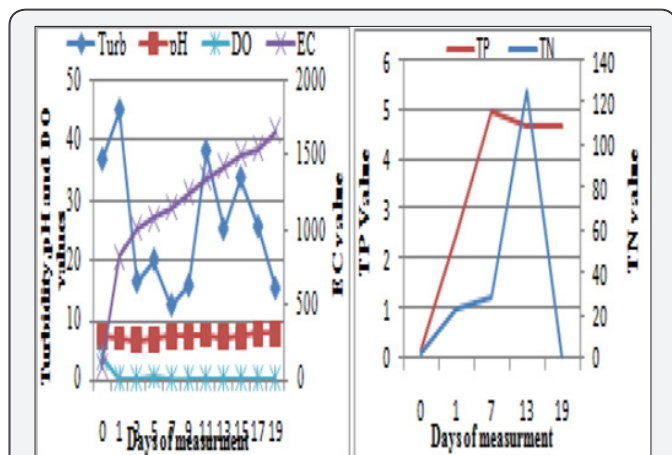 Turb pH DO EC
50
40
30
20
10
0
Turbidity,pH and DO
values
2000
1500
1000
500
0
EC value
0 1 3 5 7 9 11 13 15 17 19
Days of measurment
TP TN
6
5
4
3
2
1
0
TP Value
140
120
100
80
60
40
20
0
TN value
0 1 7 13 19
Days of measurment